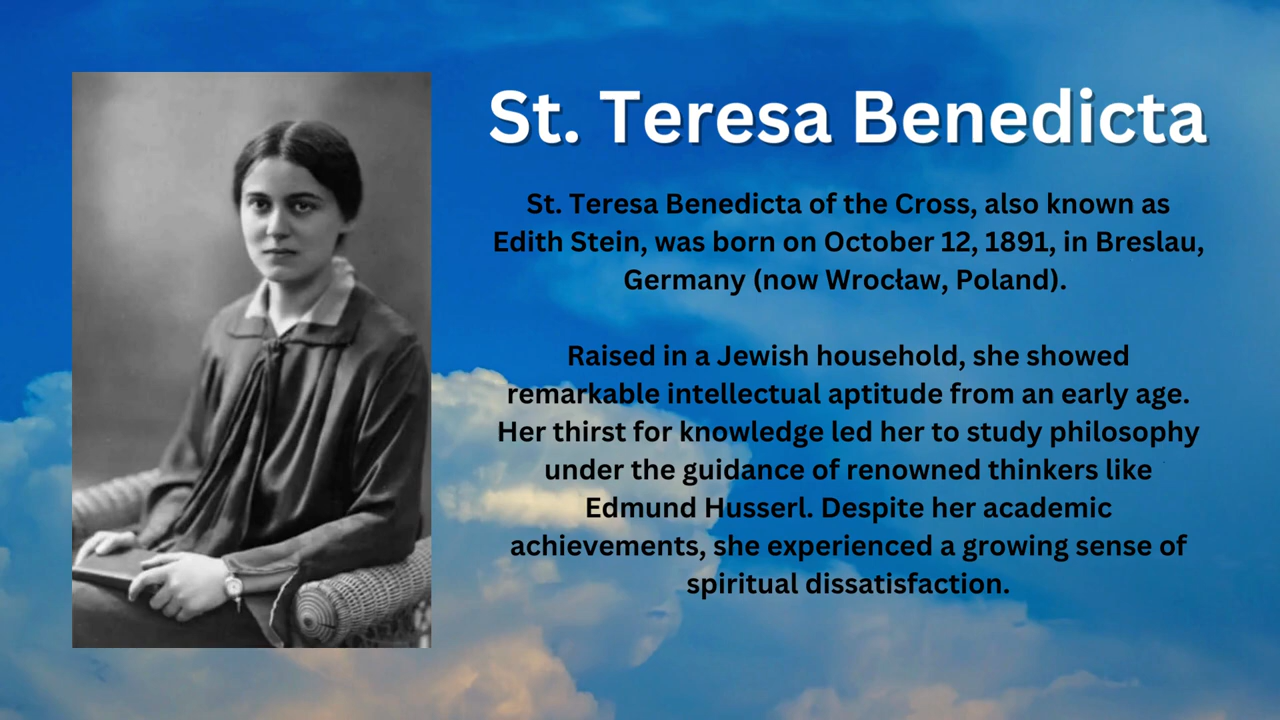 St. Teresa Benedicta
St. Teresa Benedicta of the Cross, also known as
Edith Stein, was born on October 12, 1891, in Breslau,
Germany (now Wrocław, Poland).
Raised in a Jewish household, she showed
remarkable intellectual aptitude from an early age.
Her thirst for knowledge led her to study philosophy
under the guidance of renowned thinkers like
Edmund Husserl. Despite her academic
achievements, she experienced a growing sense of
spiritual dissatisfaction.